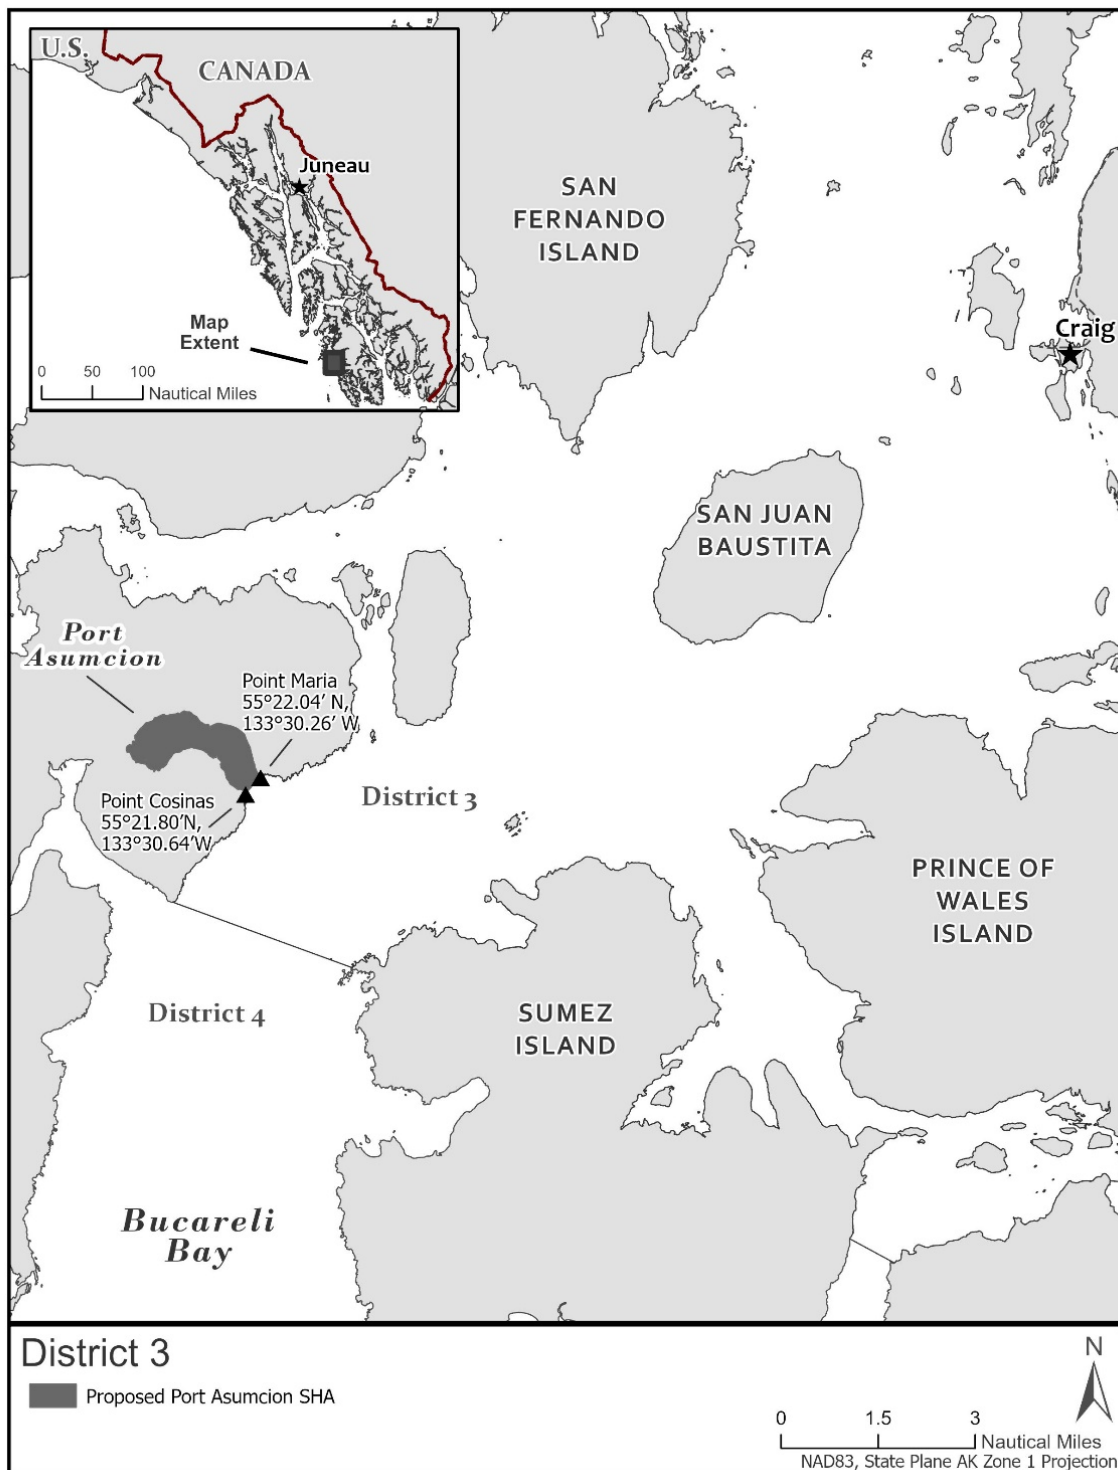 U.S.
CANADA
Juneau
Map
Extent
0 50 100
Nautical Miles
SAN
FERNANDO
ISLAND
Craig
SAN JUAN
BAUSTITA
Port
Asumcion
Point Maria
55°22.04' N,
133°30.26' W
Point Cosinas
55°21.80'N,
133°30.64'W
District 3
PRINCE OF
WALES
ISLAND
District 4
SUMEZ
ISLAND
Bucareli
Bay
District 3
Proposed Port Asumcion SHA
N
0 1.5 3
Nautical Miles
NAD83, State Plane AK Zone 1 Projection